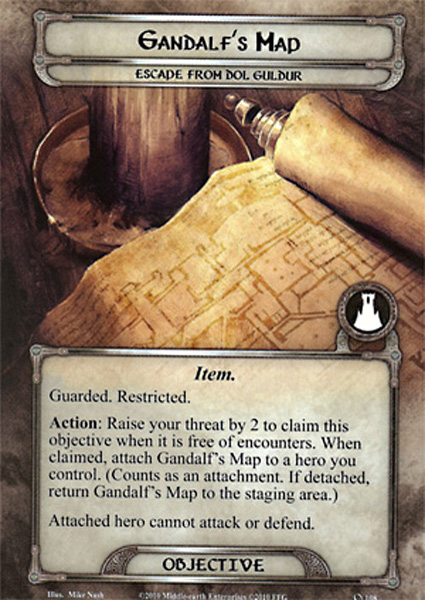 Gandalf's Map
Escape from Dol Guldur
Item.
Guarded. Restricted.
Action: Raise your threat by 2 to claim this
objective when it is free of encounters. When
claimed, attach Gandalf's Map to a hero you
control. (Counts as an attachment. If detached,
return Gandalf's Map to the staging area.)
Attached hero cannot attack or defend.
Objective
Illus. Mike Nash
©2010 Middle-earth Enterprises ©2010 FFG
108